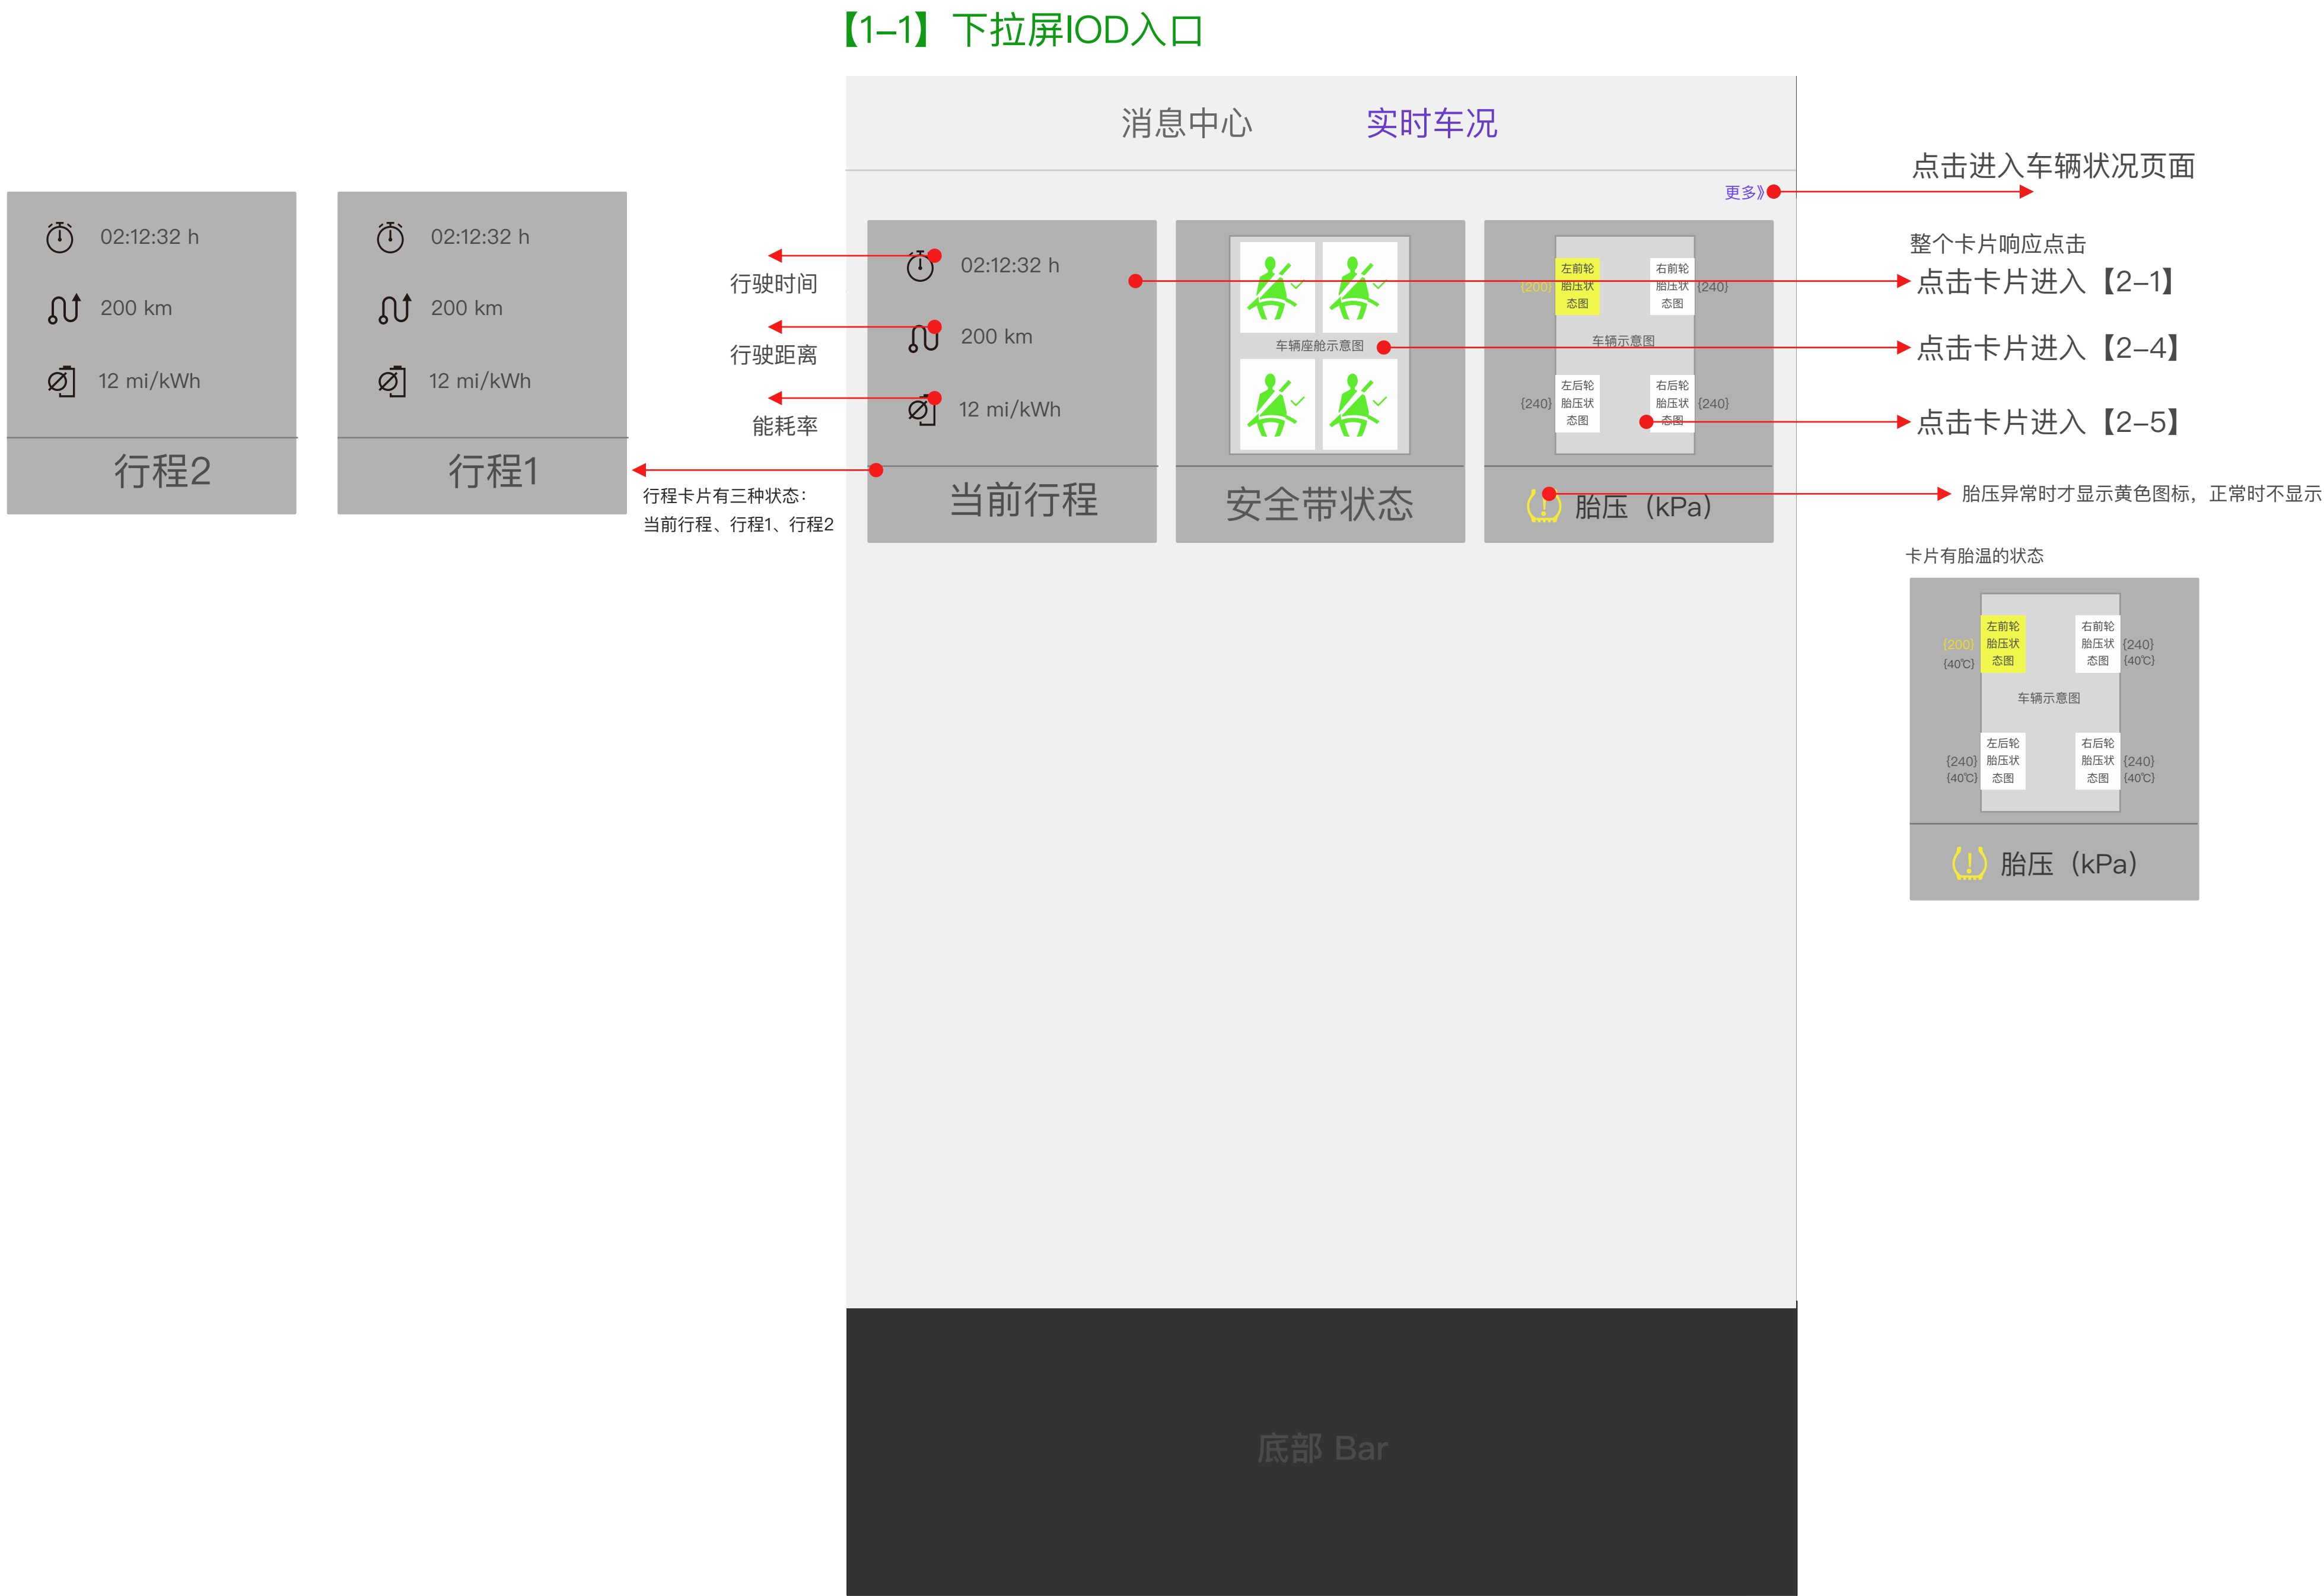 【1-1】下拉屏IOD入口
消息中心
实时车况
更多》
点击进入车辆状况页面
02:12:32 h
200 km
12 mi/kWh
行程2
02:12:32 h
200 km
12 mi/kWh
行程1
行驶时间
行驶距离
能耗率
行程卡片有三种状态：
当前行程、行程1、行程2
02:12:32 h
200 km
12 mi/kWh
当前行程
车辆座舱示意图
安全带状态
左前轮
胎压状
态图
{200}
右前轮
胎压状
态图
{240}
车辆示意图
左后轮
胎压状
态图
{240}
右后轮
胎压状
态图
{240}
胎压（kPa）
整个卡片响应点击
点击卡片进入【2-1】
点击卡片进入【2-4】
点击卡片进入【2-5】
胎压异常时才显示黄色图标，正常时不显示
卡片有胎温的状态
左前轮
胎压状
态图
{200}
{40℃}
右前轮
胎压状
态图
{240}
{40℃}
车辆示意图
左后轮
胎压状
态图
{240}
{40℃}
右后轮
胎压状
态图
{240}
{40℃}
胎压（kPa）
底部 Bar